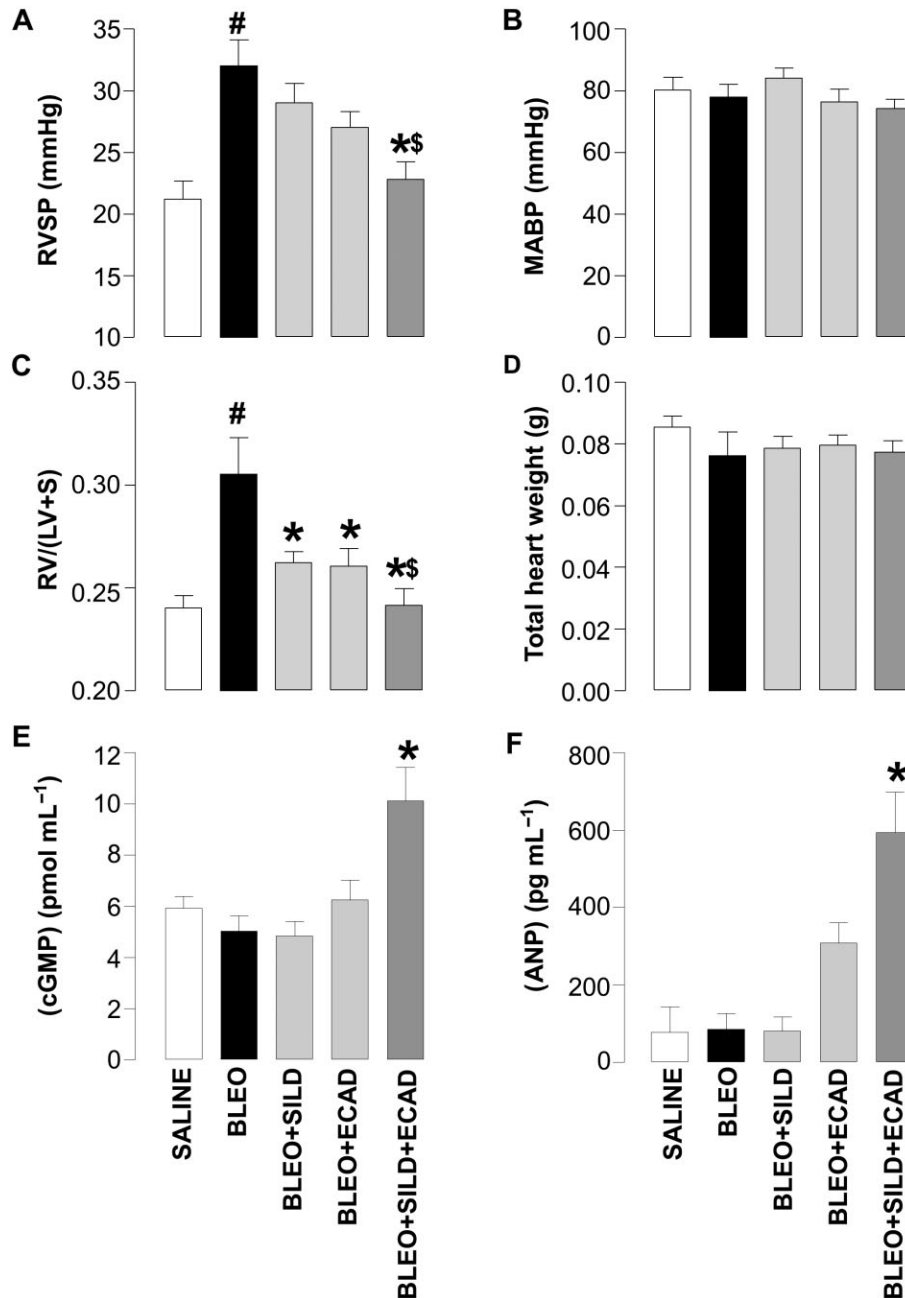 A
#
35
30
25
20
15
10
RVSP (mmHg)
*$
B
100
80
60
40
20
0
MABP (mmHg)
C
#
0.35
0.30
0.25
0.20
RV/(LV+S)
*
*
*$
D
0.10
0.08
0.06
0.04
0.02
0.00
Total heart weight (g)
E
12
10
8
6
4
2
0
(cGMP) (pmol mL⁻¹)
*
SALINE
BLEO
BLEO+SILD
BLEO+ECAD
BLEO+SILD+ECAD
F
800
600
400
200
0
(ANP) (pg mL⁻¹)
*
SALINE
BLEO
BLEO+SILD
BLEO+ECAD
BLEO+SILD+ECAD